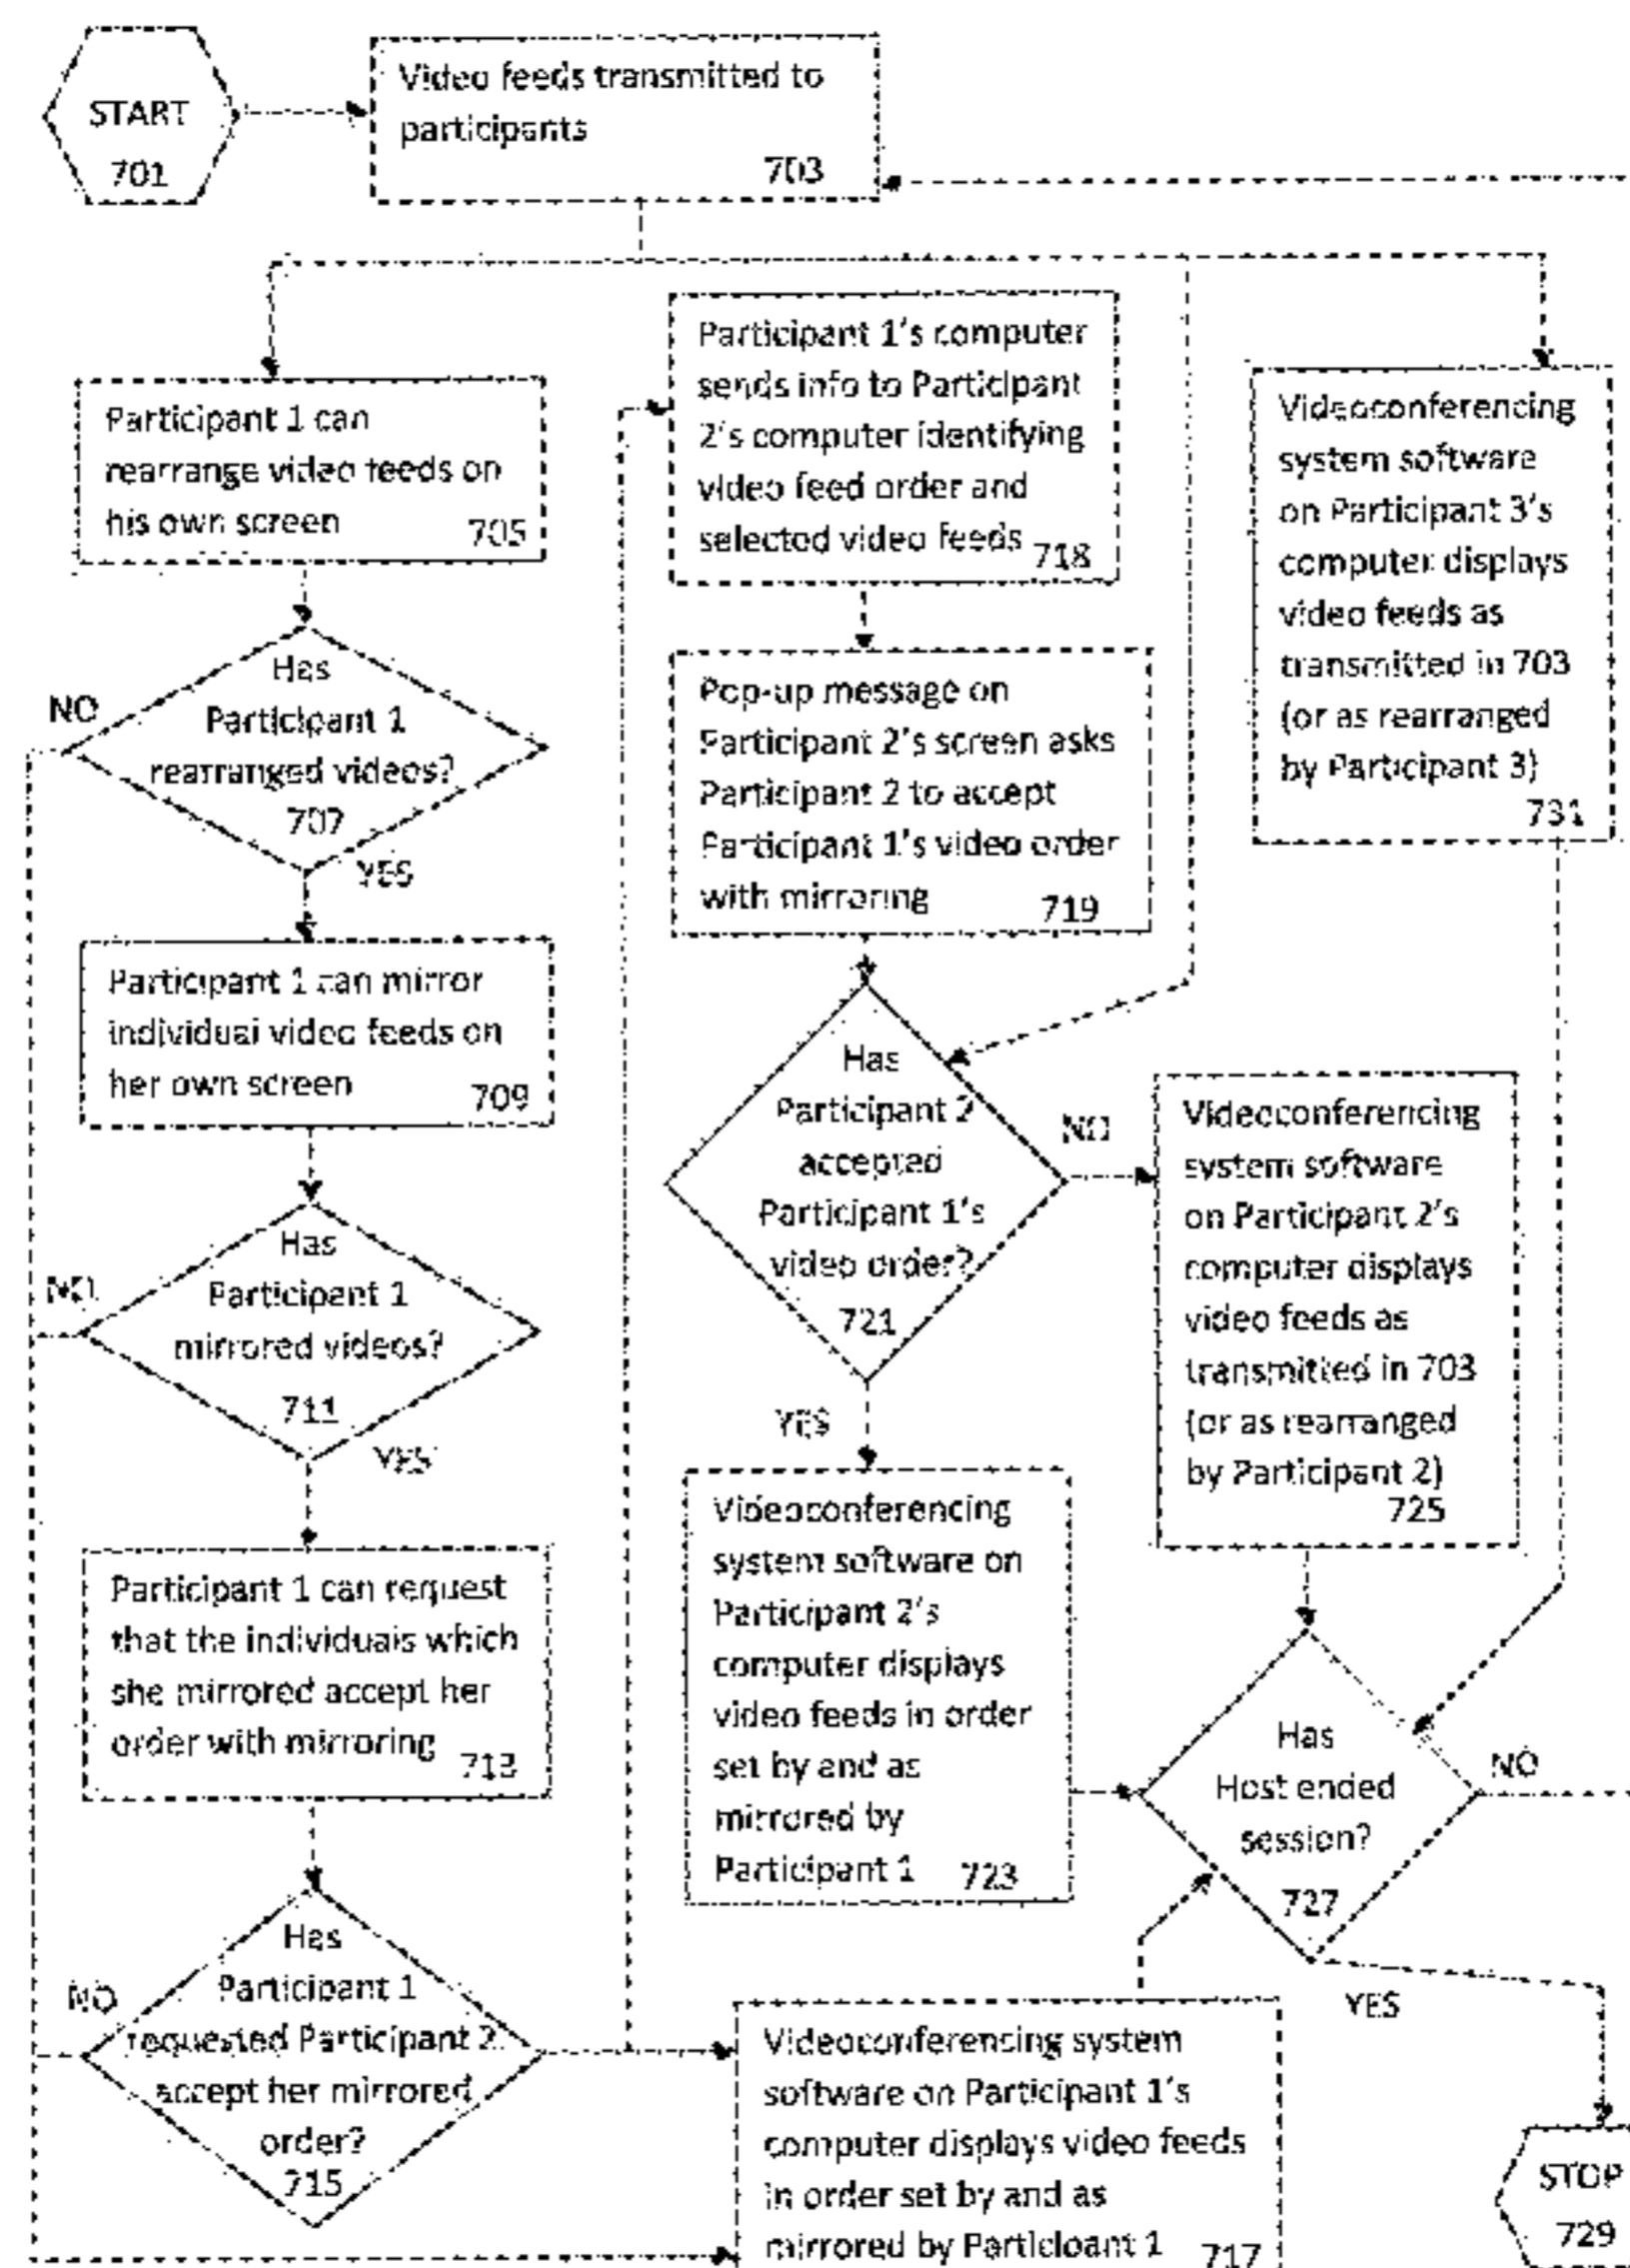 START
701
Video feeds transmitted to
participants
703
Participant 1 can
rearrange video feeds on
his own screen
705
Has
Participant 1
rearranged videos?
707
NO
YES
Participant 1 can mirror
individual video feeds on
her own screen
709
Has
Participant 1
mirrored videos?
711
NO
YES
Participant 1 can request
that the individuals which
she mirrored accept her
order with mirroring
713
Has
Participant 1
requested Participant 2
accept her mirrored
order?
715
NO
Participant 1's computer
sends info to Participant
2's computer identifying
video feed order and
selected video feeds
718
Pop-up message on
Participant 2's screen asks
Participant 2 to accept
Participant 1's video order
with mirroring
719
Has
Participant 2
accepted
Participant 1's
video order?
721
NO
YES
Videoconferencing
system software on
Participant 2's
computer displays
video feeds in order
set by and as
mirrored by
Participant 1
723
Videoconferencing system
software on Participant 1's
computer displays video feeds
in order set by and as
mirrored by Participant 1
717
Videoconferencing
system software
on Participant 3's
computer displays
video feeds as
transmitted in 703
(or as rearranged
by Participant 3)
731
Videoconferencing
system software
on Participant 2's
computer displays
video feeds as
transmitted in 703
(or as rearranged
by Participant 2)
725
Has
Host ended
session?
727
NO
YES
STOP
729